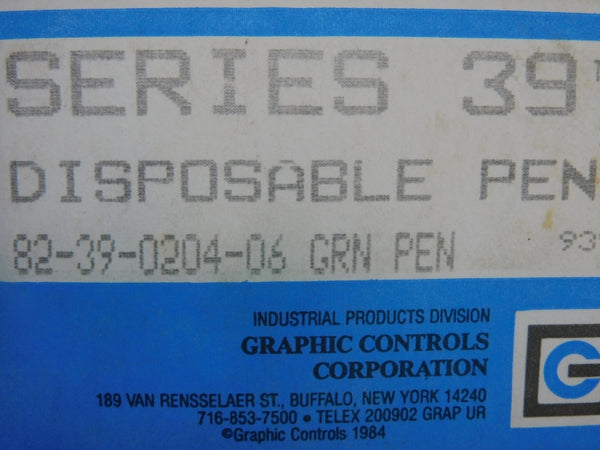 SERIES 39
DISPOSABLE PEN
82-39-0204-06 GRN PEN
INDUSTRIAL PRODUCTS DIVISION
GRAPHIC CONTROLS
CORPORATION
189 VAN RENSSELAER ST., BUFFALO, NEW YORK 14240
716-853-7500 • TELEX 200902 GRAP UR
©Graphic Controls 1984